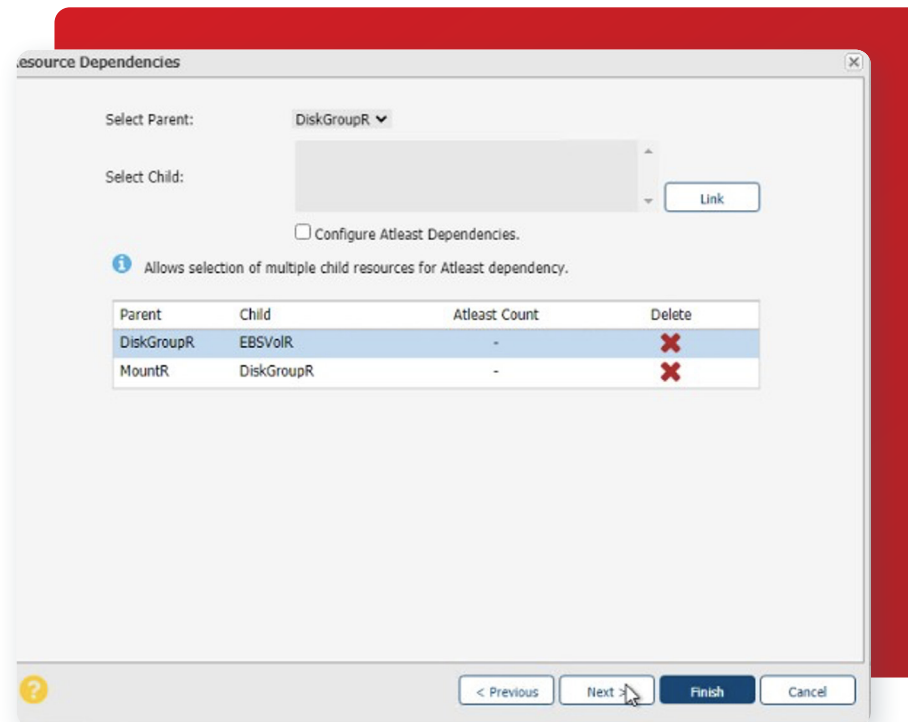 esource Dependencies
Select Parent: DiskGroupR
Select Child:
Link
Configure Atleast Dependencies.
Allows selection of multiple child resources for Atleast dependency.
Parent Child Atleast Count Delete
DiskGroupR EBSVolR -
MountR DiskGroupR -
? < Previous Next > Finish Cancel